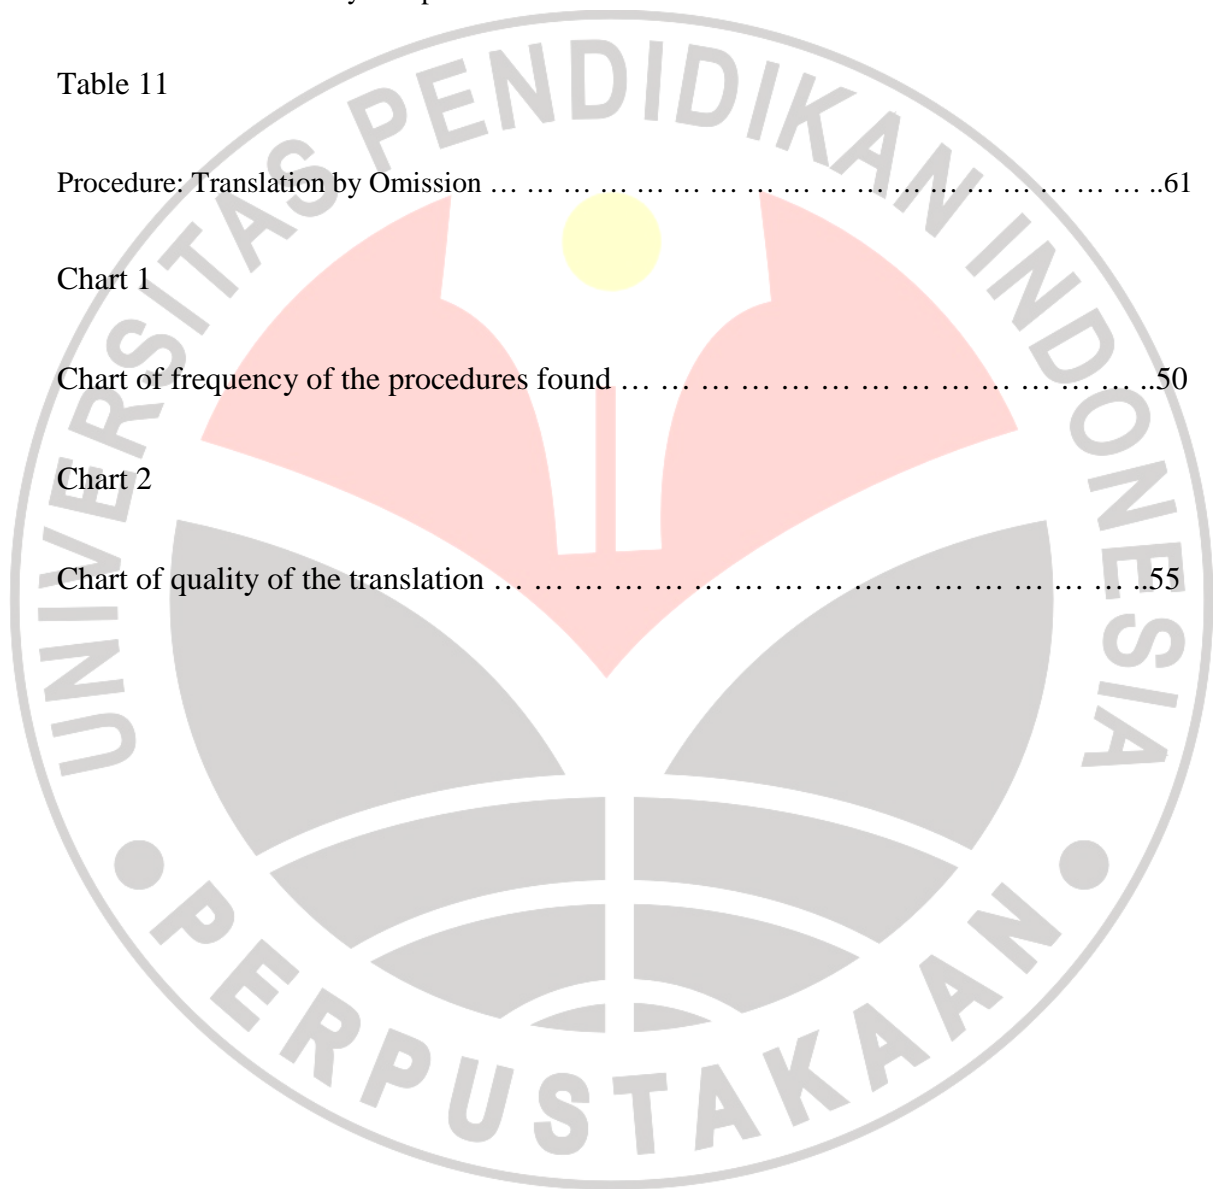 Table 11
Procedure: Translation by Omission … … … … … … … … … … … … … … … … … ..61
Chart 1
Chart of frequency of the procedures found … … … … … … … … … … … … ..50
Chart 2
Chart of quality of the translation … … … … … … … … … … … … … … … ..55
UNIVERSITAS PENDIDIKAN INDONESIA
PERPUSTAKAAN